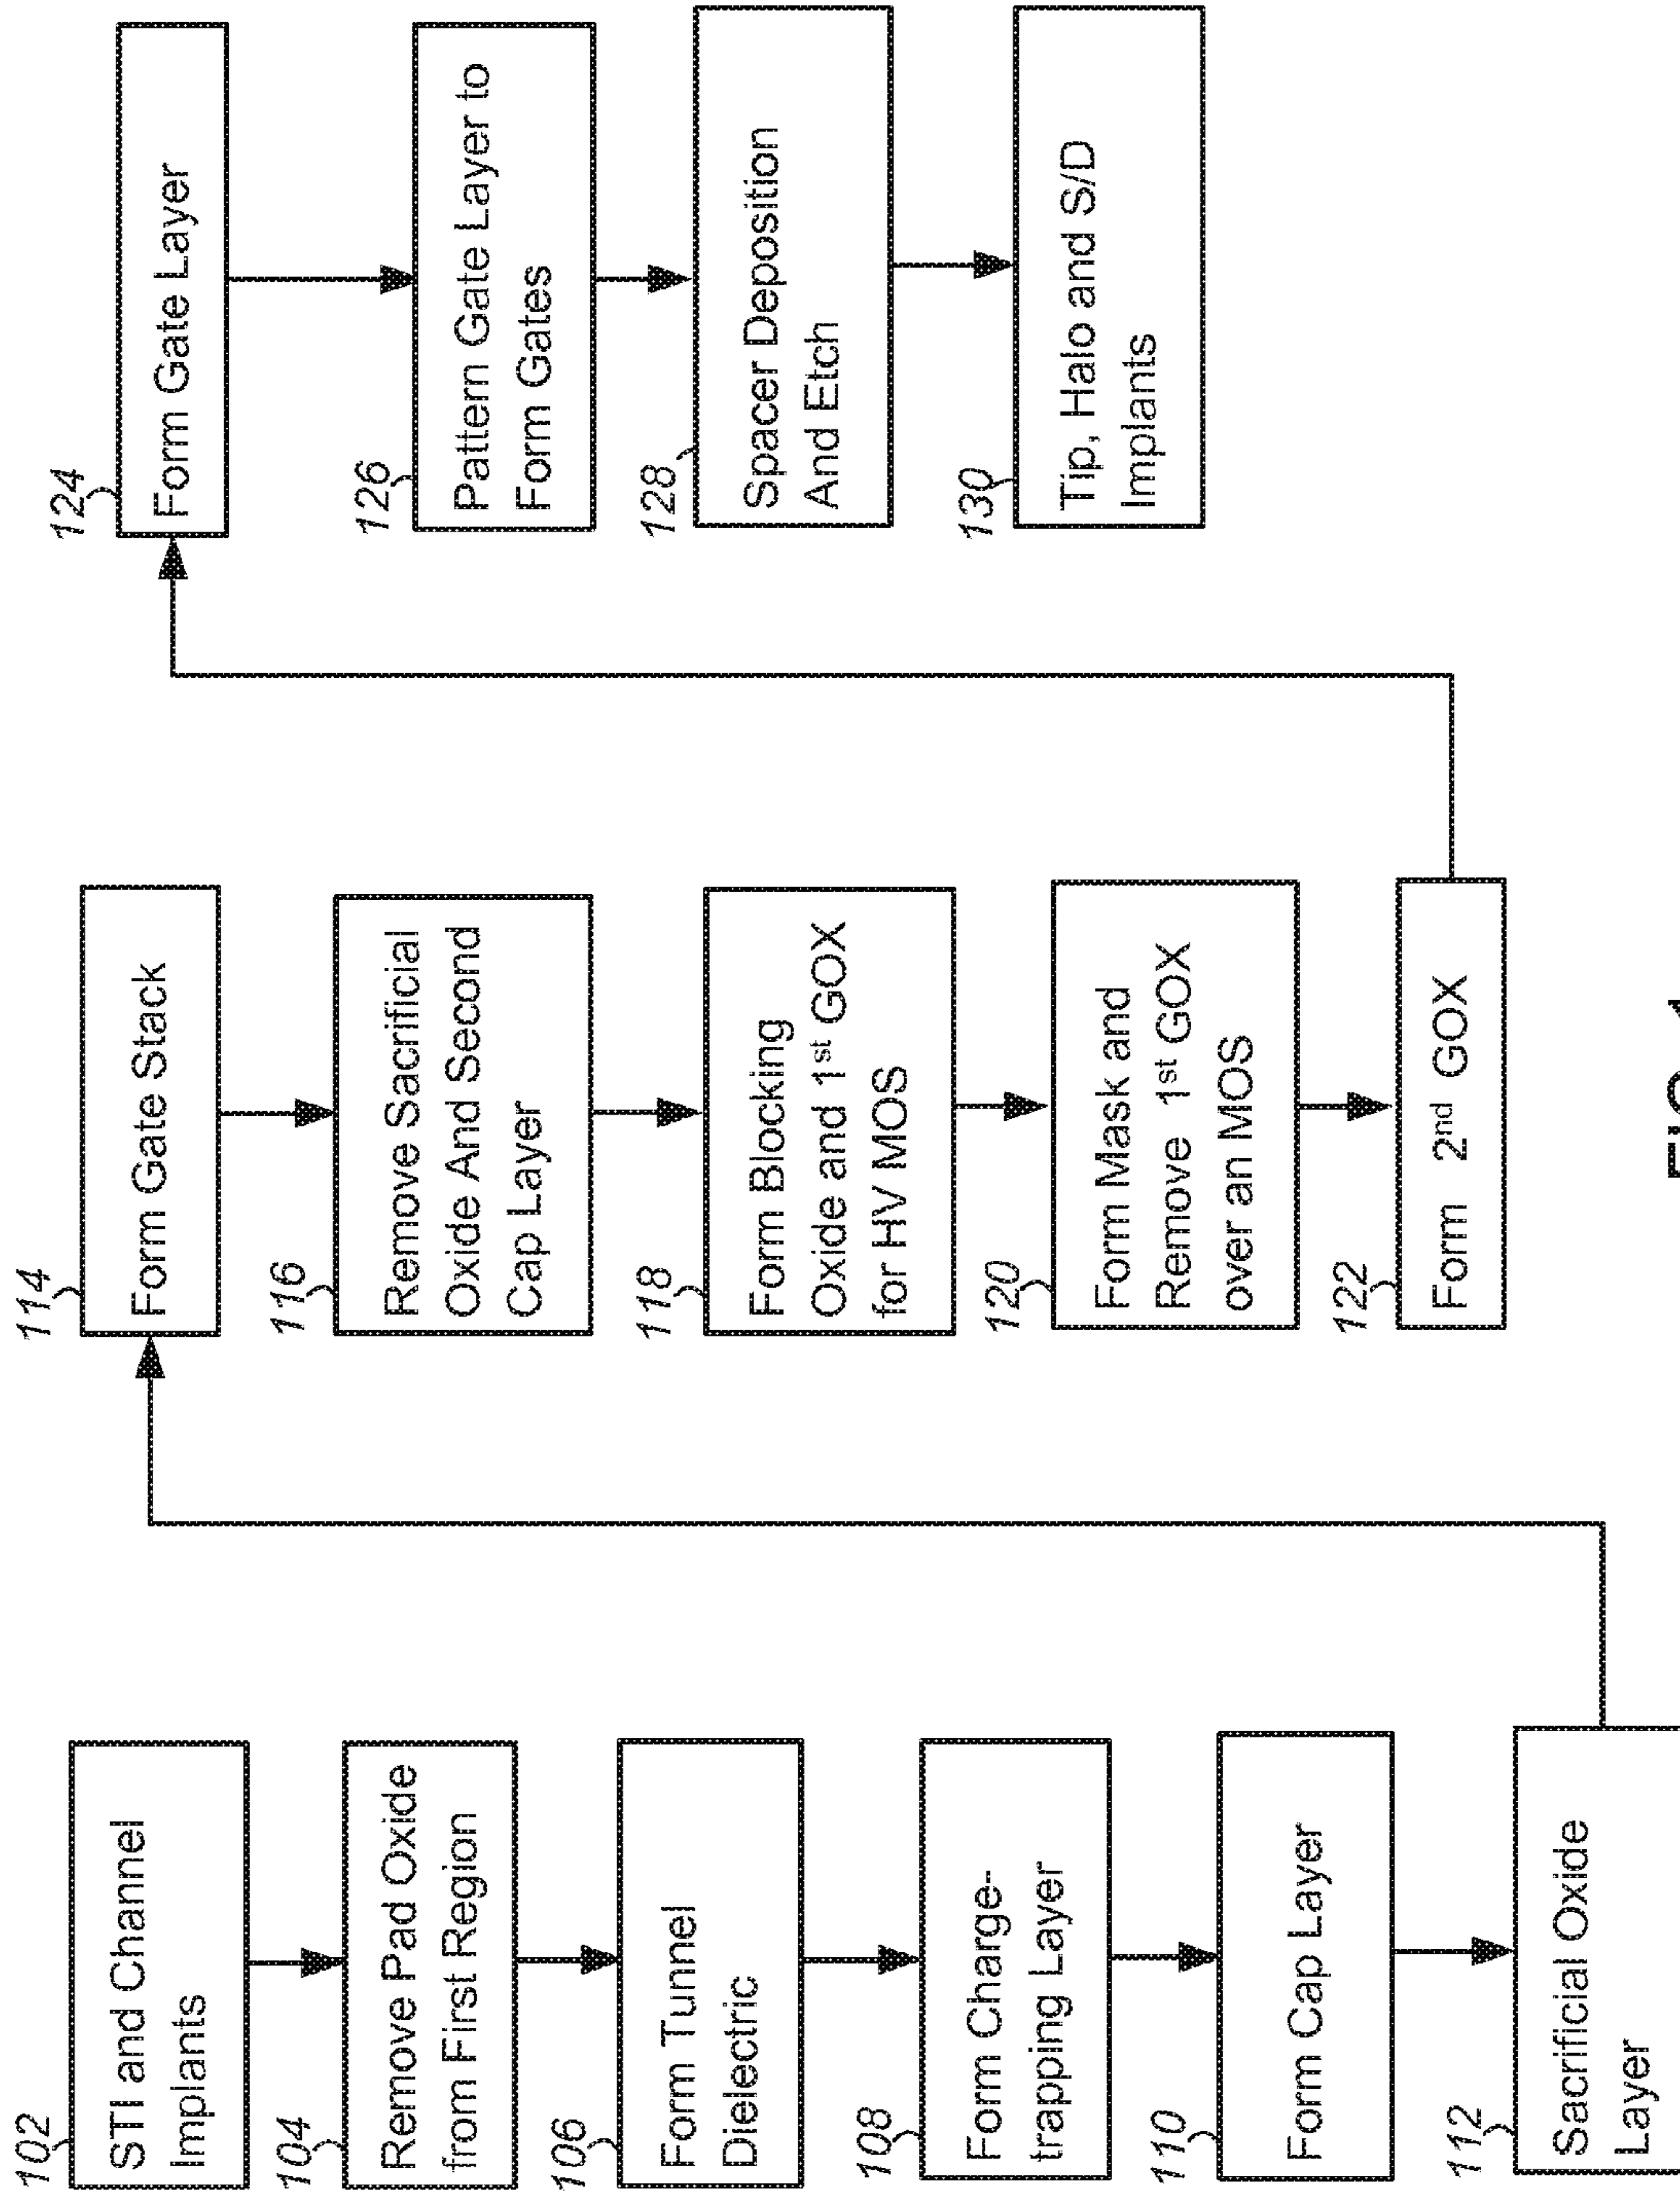 102
STI and Channel
Implants
104
Remove Pad Oxide
from First Region
106
Form Tunnel
Dielectric
108
Form Charge-
trapping Layer
110
Form Cap Layer
112
Sacrificial Oxide
Layer
114
Form Gate Stack
116
Remove Sacrificial
Oxide And Second
Cap Layer
118
Form Blocking
Oxide and 1st GOX
for HV MOS
120
Form Mask and
Remove 1st GOX
over an MOS
122
Form 2nd GOX
124
Form Gate Layer
126
Pattern Gate Layer to
Form Gates
128
Spacer Deposition
And Etch
130
Tip, Halo and S/D
Implants